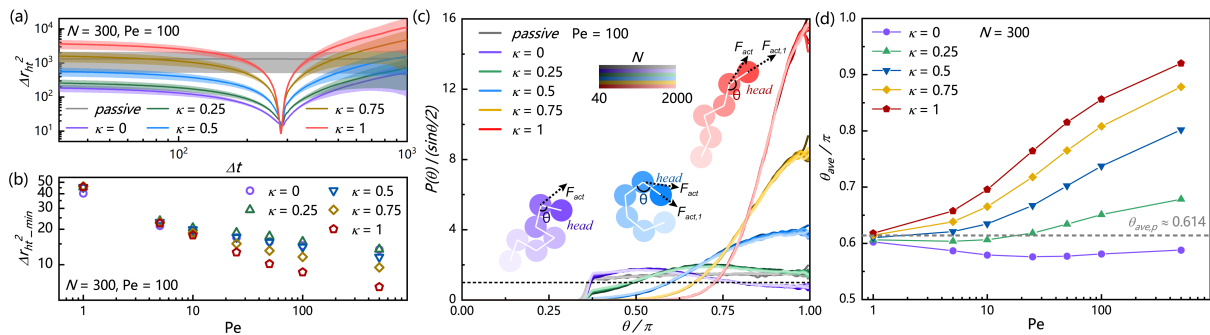 (a)
N = 300, Pe = 100
Δr_ht^2
10^4
10^3
10^2
10^1
passive κ = 0.25 κ = 0.75
κ = 0 κ = 0.5 κ = 1
10^2 10^3
Δt
(b)
Δr_ht-min^2
50
40
30
20
10
κ = 0 κ = 0.5
κ = 0.25 κ = 0.75
κ = 1
N = 300, Pe = 100
1 10 100
Pe
(c)
P(θ) / (sinθ/2)
16
12
8
4
0
passive Pe = 100
κ = 0
κ = 0.25
κ = 0.5
κ = 0.75
κ = 1
N
40 2000
F_act F_act,1
head
θ
F_act
head
θ
head
F_act
θ
F_act,1
0.00 0.25 0.50 0.75 1.00
θ / π
(d)
θ_ave / π
1.0
0.9
0.8
0.7
0.6
0.5
κ = 0 N = 300
κ = 0.25
κ = 0.5
κ = 0.75
κ = 1
θ_ave,p ≈ 0.614
1 10 100
Pe